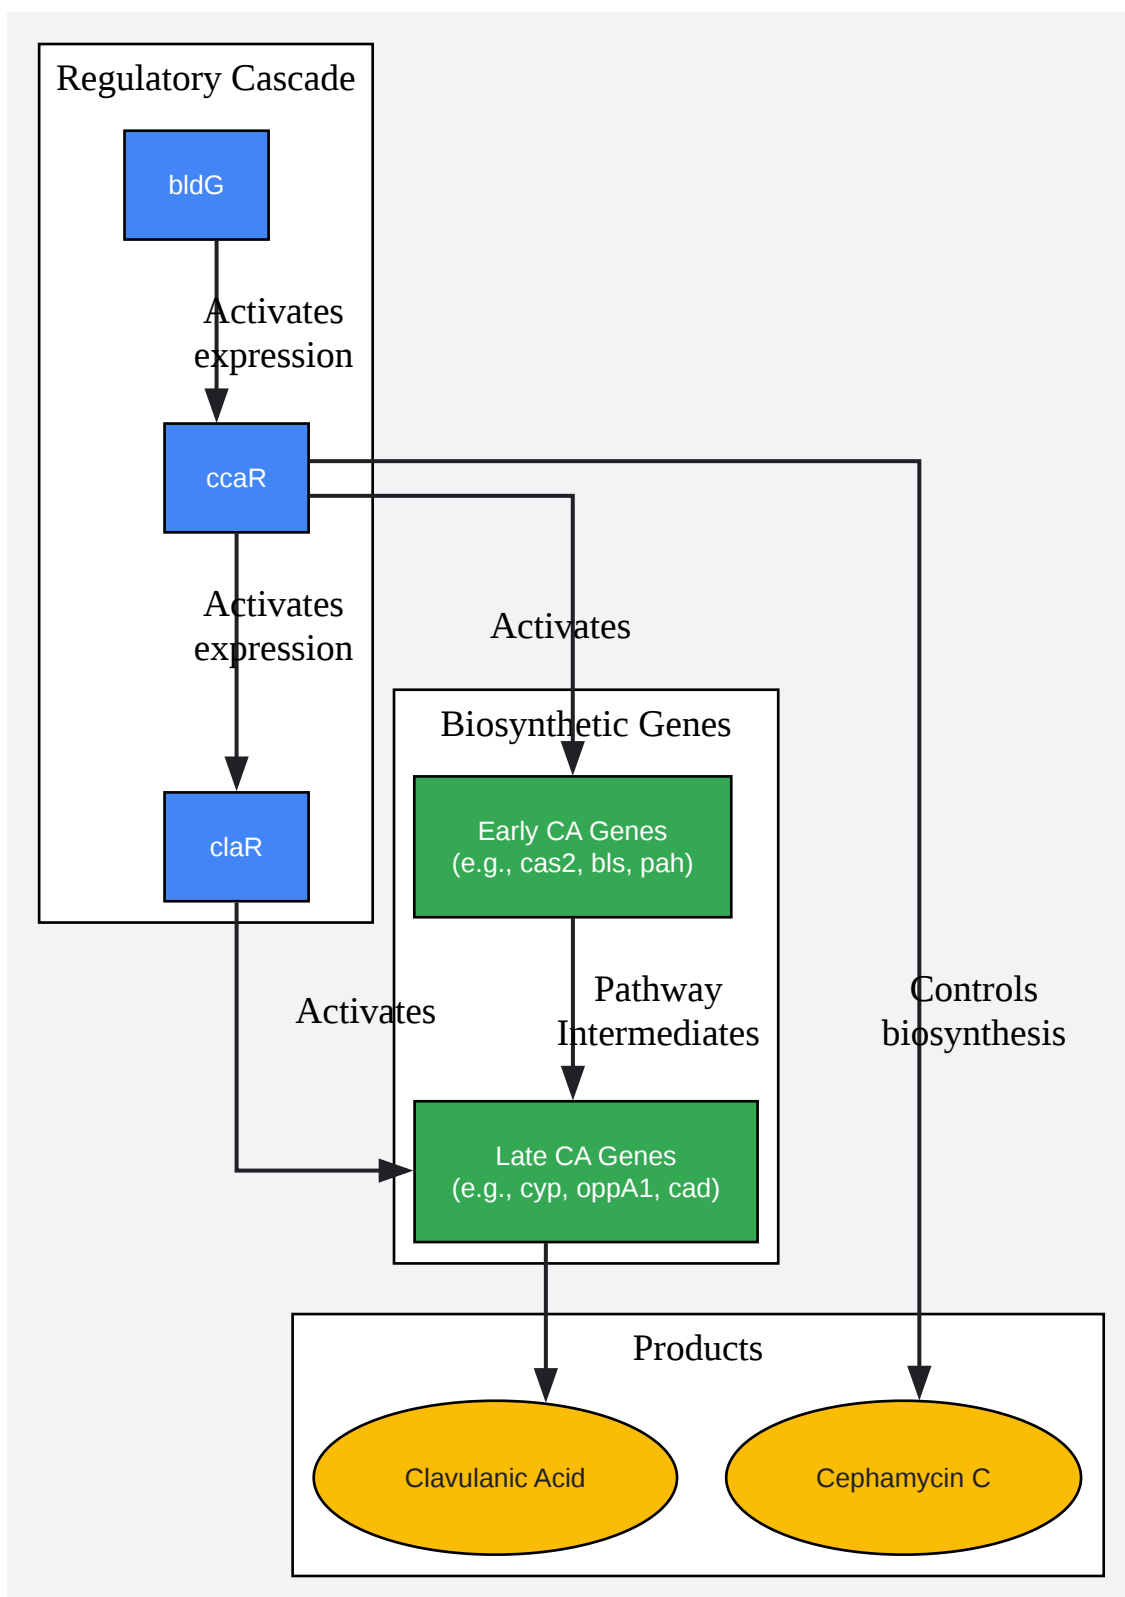 Regulatory Cascade
bldG
Activates
expression
ccaR
Activates
expression
Activates
Biosynthetic Genes
Early CA Genes
(e.g., cas2, bls, pah)
claR
Activates
Pathway
Intermediates
Controls
biosynthesis
Late CA Genes
(e.g., cyp, oppA1, cad)
Products
Clavulanic Acid
Cephamycin C